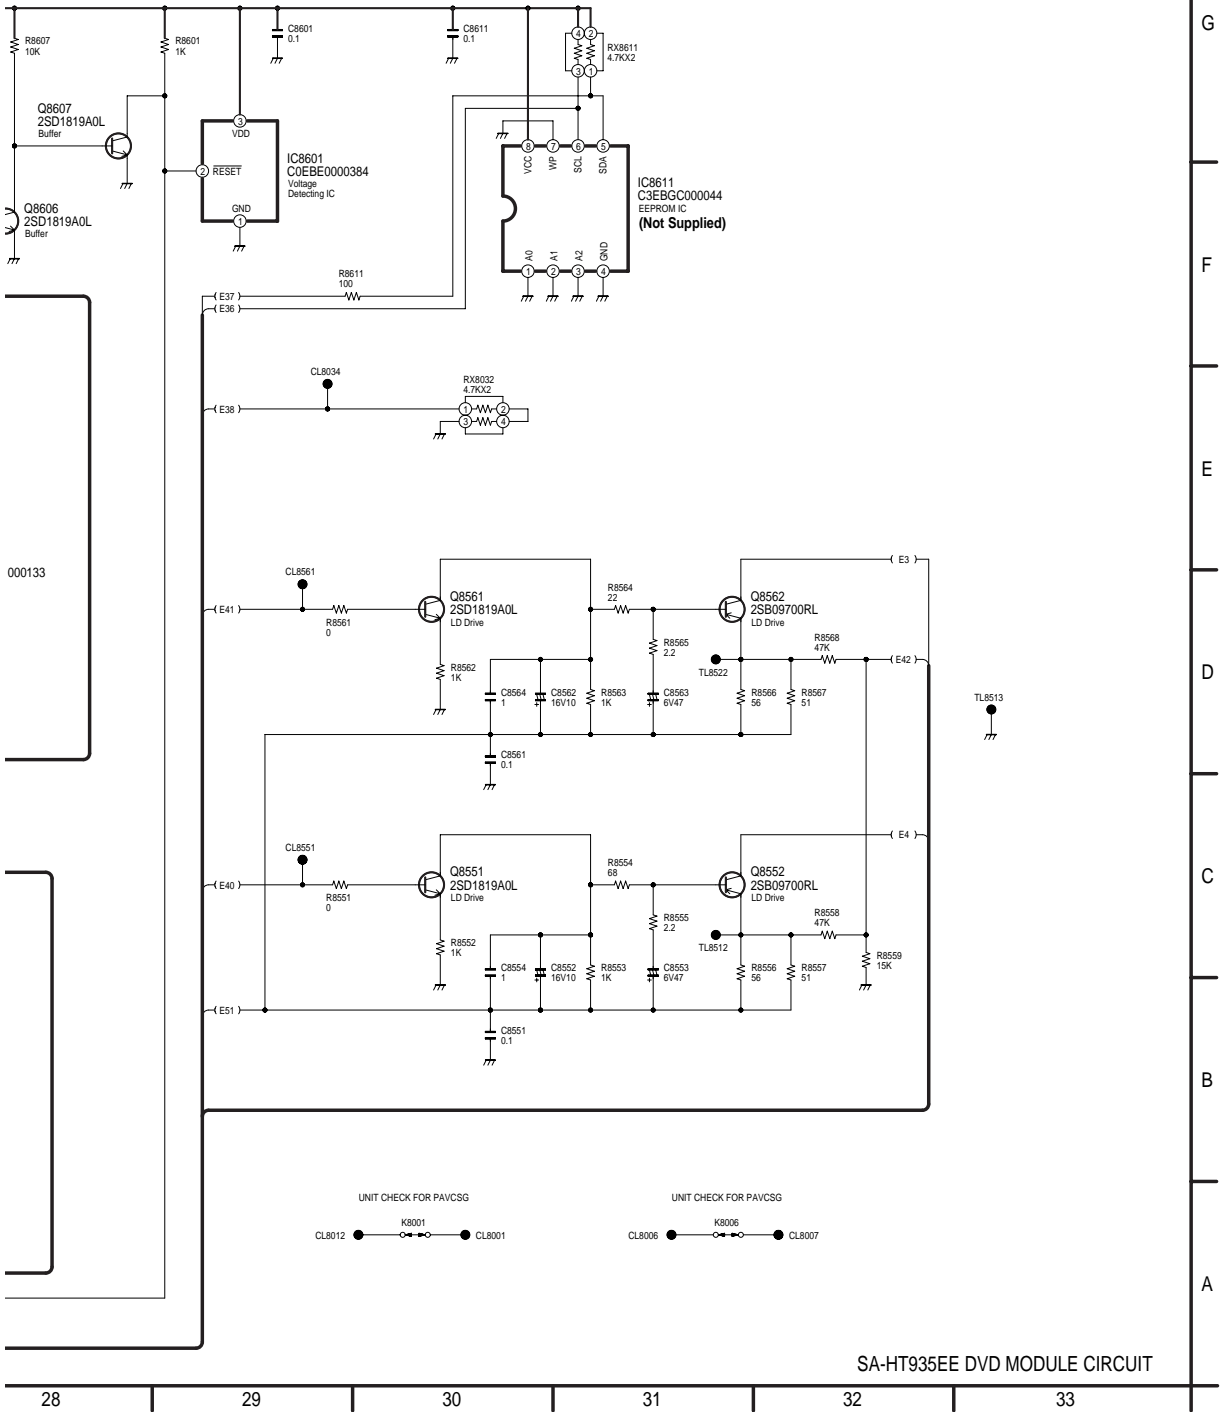 G
R8607
10K
R8601
1K
C8601
0.1
C8611
0.1
4 2
RX8611
4.7KX2
3 1
Q8607
2SD1819A0L
Buffer
3
VDD
2 RESET
IC8601
C0EBE0000384
Voltage
Detecting IC
GND
1
8 7 6 5
VCC WP SCL SDA
IC8611
C3EBGC000044
EEPROM IC
(Not Supplied)
A0 A1 A2 GND
1 2 3 4
Q8606
2SD1819A0L
Buffer
F
R8611
100
E37
E36
CL8034
RX8032
4.7KX2
E38
1 2
3 4
E
000133
CL8561
E41
R8561
0
Q8561
2SD1819A0L
LD Drive
R8564
22
Q8562
2SB09700RL
LD Drive
E3
R8562
1K
R8565
2.2
R8568
47K
E42
TL8522
D
C8564
1
C8562
16V10
R8563
1K
C8563
6V47
R8566
56
R8567
51
TL8513
C8561
0.1
CL8551
E40
R8551
0
Q8551
2SD1819A0L
LD Drive
R8554
68
Q8552
2SB09700RL
LD Drive
E4
C
R8552
1K
R8555
2.2
R8558
47K
TL8512
R8559
15K
C8554
1
C8552
16V10
R8553
1K
C8553
6V47
R8556
56
R8557
51
E51
C8551
0.1
B
UNIT CHECK FOR PAVCSG
CL8012 K8001 CL8001
UNIT CHECK FOR PAVCSG
CL8006 K8006 CL8007
A
SA-HT935EE DVD MODULE CIRCUIT
28 29 30 31 32 33